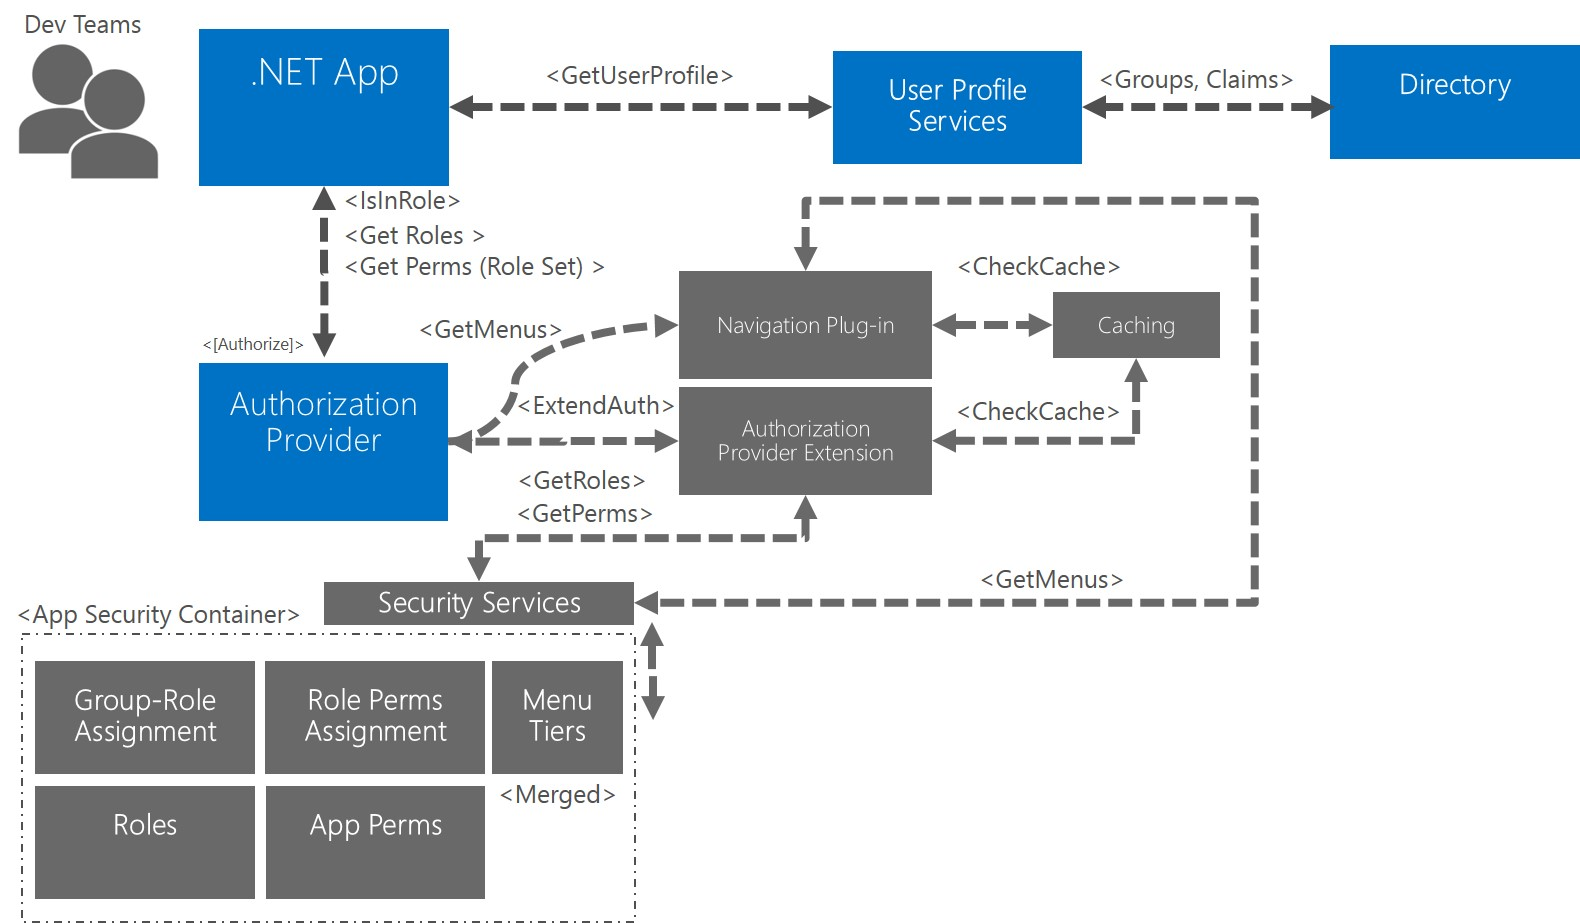 Dev Teams
.NET App
<GetUserProfile>
User Profile
Services
<Groups, Claims>
Directory
<IsInRole>
<Get Roles >
<Get Perms (Role Set) >
<[Authorize]>
<GetMenus>
Navigation Plug-in
<CheckCache>
Caching
Authorization
Provider
<ExtendAuth>
Authorization
Provider Extension
<CheckCache>
<GetRoles>
<GetPerms>
<GetMenus>
Security Services
<App Security Container>
Group-Role
Assignment
Role Perms
Assignment
Menu
Tiers
<Merged>
Roles
App Perms